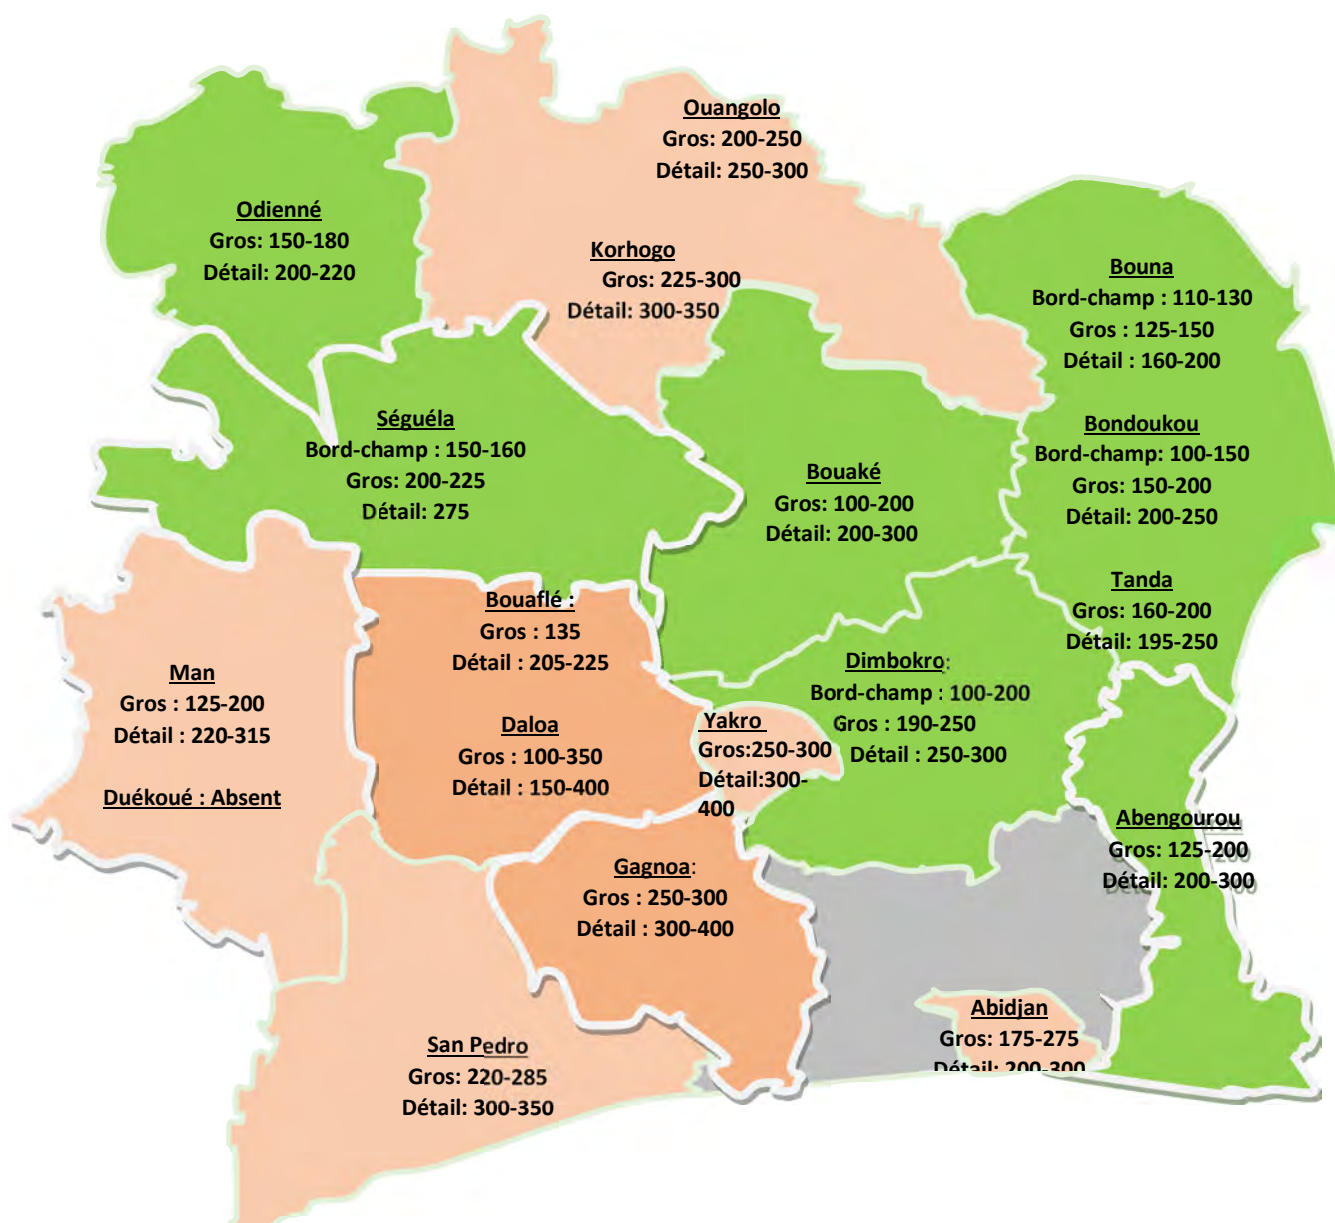 Ouangolo
Gros: 200-250
Détail: 250-300
Odienné
Gros: 150-180
Détail: 200-220
Korhogo
Gros: 225-300
Détail: 300-350
Bouna
Bord-champ : 110-130
Gros : 125-150
Détail : 160-200
Séguéla
Bord-champ : 150-160
Gros: 200-225
Détail: 275
Bouaké
Gros: 100-200
Détail: 200-300
Bondoukou
Bord-champ: 100-150
Gros: 150-200
Détail: 200-250
Tanda
Gros: 160-200
Détail: 195-250
Bouaflé :
Gros : 135
Détail : 205-225
Man
Gros : 125-200
Détail : 220-315
Duékoué : Absent
Daloa
Gros : 100-350
Détail : 150-400
Yakro
Gros:250-300
Détail:300-
400
Dimbokro:
Bord-champ : 100-200
Gros : 190-250
Détail : 250-300
Abengourou
Gros: 125-200
Détail: 200-300
Gagnoa:
Gros : 250-300
Détail : 300-400
Abidjan
Gros: 175-275
Détail: 200-300
San Pedro
Gros: 220-285
Détail: 300-350